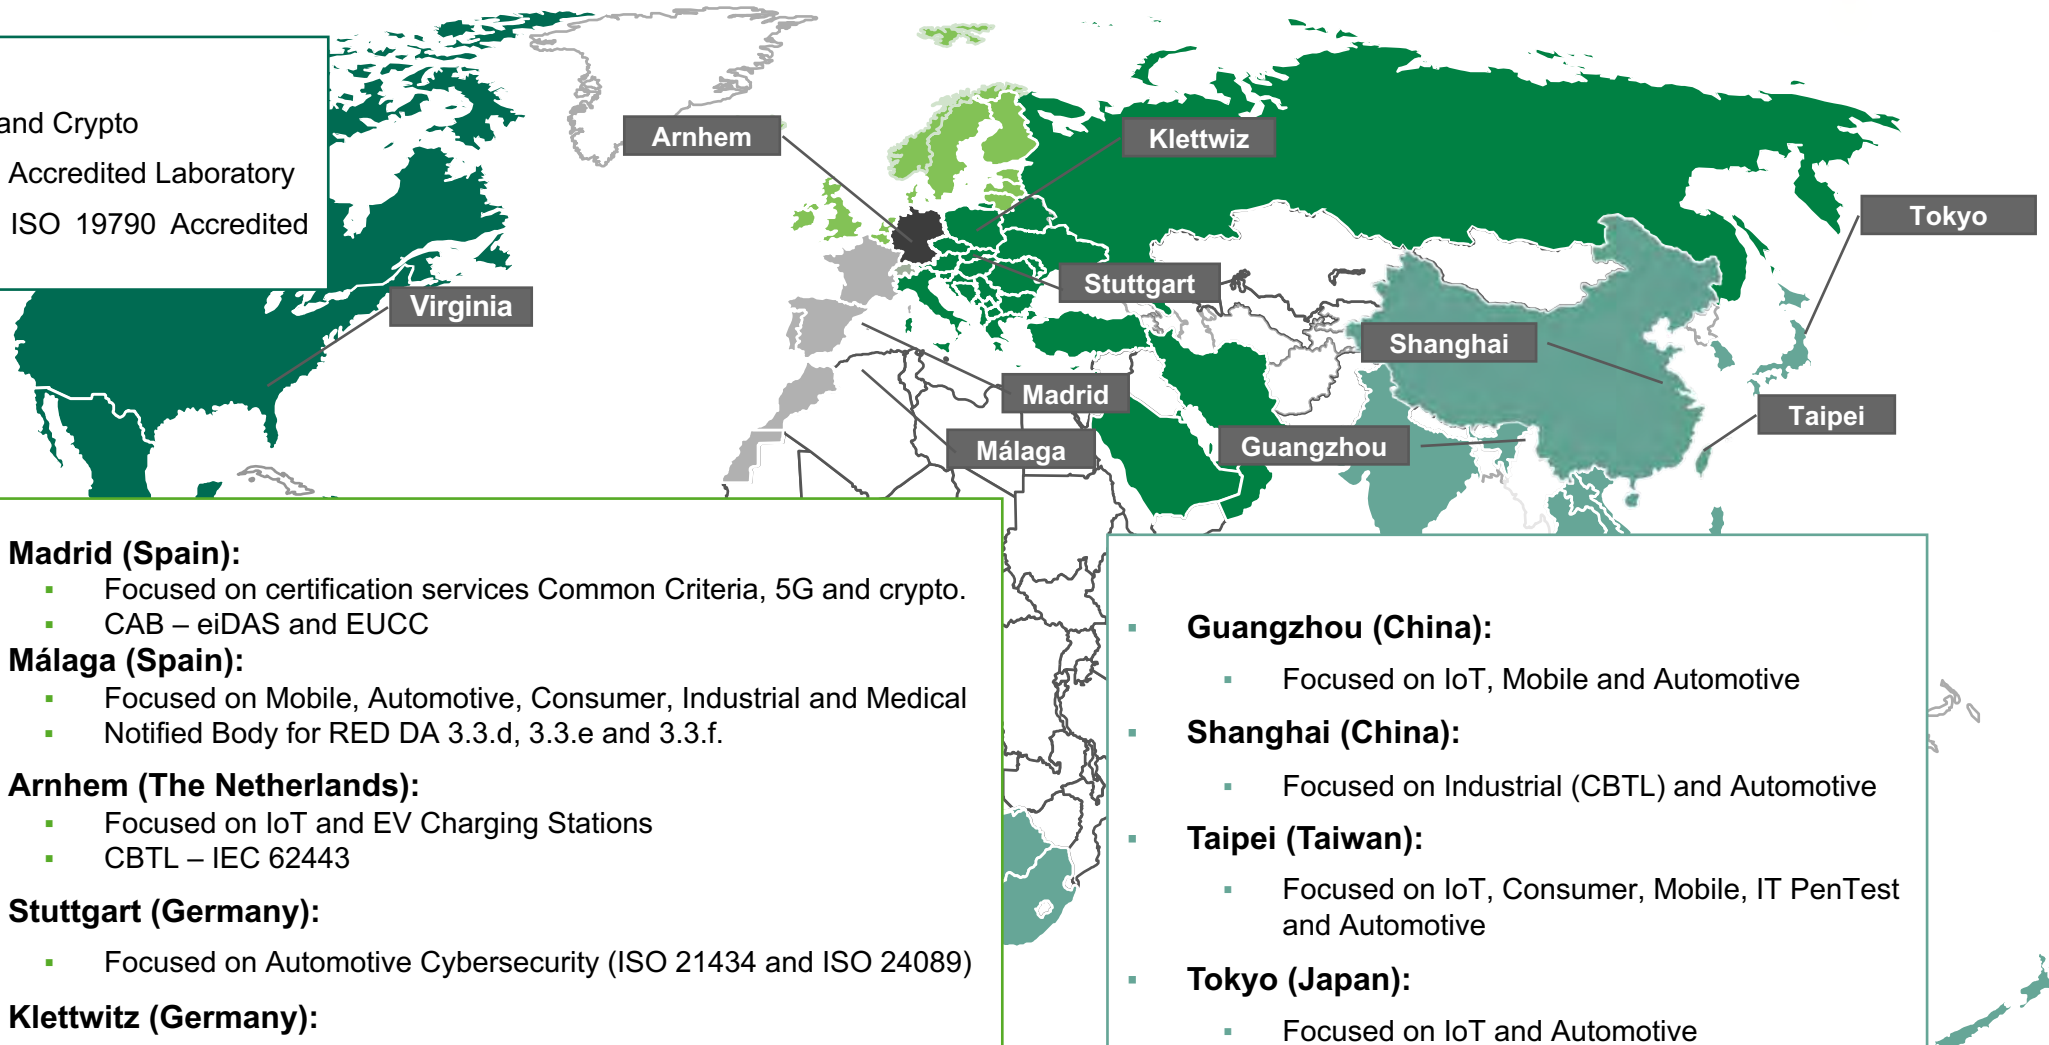 and Crypto
Accredited Laboratory
ISO 19790 Accredited
Arnhem
Klettwiz
Tokyo
Virginia
Stuttgart
Shanghai
Madrid
Taipei
Málaga
Guangzhou
Madrid (Spain):
▪ Focused on certification services Common Criteria, 5G and crypto.
▪ CAB – eiDAS and EUCC
Málaga (Spain):
▪ Focused on Mobile, Automotive, Consumer, Industrial and Medical
▪ Notified Body for RED DA 3.3.d, 3.3.e and 3.3.f.
Arnhem (The Netherlands):
▪ Focused on IoT and EV Charging Stations
▪ CBTL – IEC 62443
Stuttgart (Germany):
▪ Focused on Automotive Cybersecurity (ISO 21434 and ISO 24089)
Klettwitz (Germany):
▪ Guangzhou (China):
▪ Focused on IoT, Mobile and Automotive
▪ Shanghai (China):
▪ Focused on Industrial (CBTL) and Automotive
▪ Taipei (Taiwan):
▪ Focused on IoT, Consumer, Mobile, IT PenTest
and Automotive
▪ Tokyo (Japan):
▪ Focused on IoT and Automotive